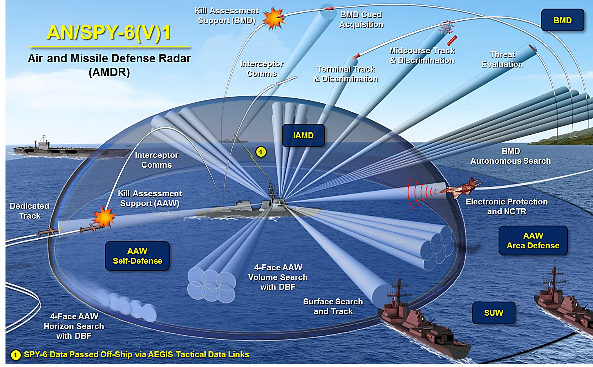 AN/SPY-6(V)1
Air and Missile Defense Radar
(AMDR)
Kill Assessment
Support (BMD)
BMD Cued
Acquisition
BMD
Interceptor
Comms
Midcourse Track
& Discrimination
Terminal Track
& Discrimination
Threat
Evaluation
IAMD
Interceptor
Comms
1
BMD
Autonomous Search
Kill Assessment
Support (AAW)
Dedicated
Track
Electronic Protection
and NCTR
AAW
Self-Defense
AAW
Area Defense
4-Face AAW
Volume Search
with DBF
Surface Search
and Track
SUW
4-Face AAW
Horizon Search
with DBF
1 SPY-6 Data Passed Off-Ship via AEGIS Tactical Data Links